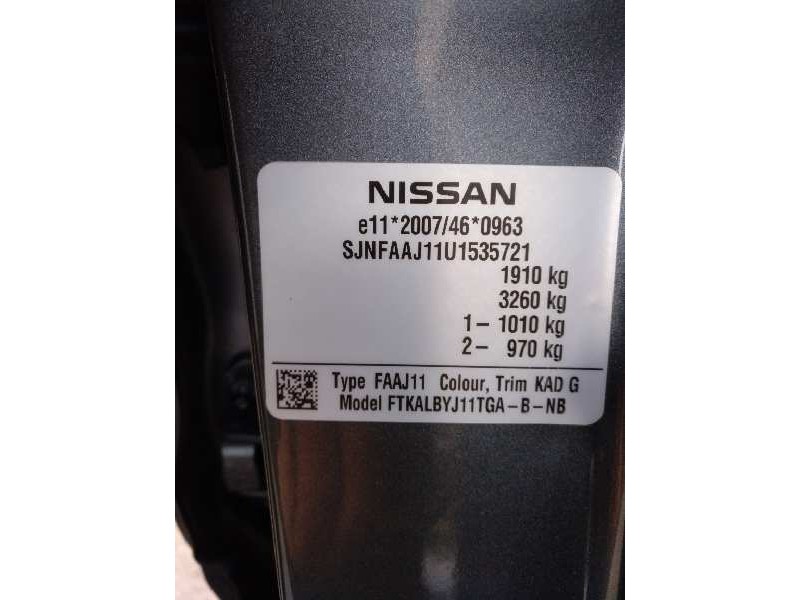 NISSAN
e11*2007/46*0963
SJNFAAJ11U1535721
1910 kg
3260 kg
1- 1010 kg
2- 970 kg
Type FAAJ11 Colour, Trim KAD G
Model FTKALBYJ11TGA-B-NB